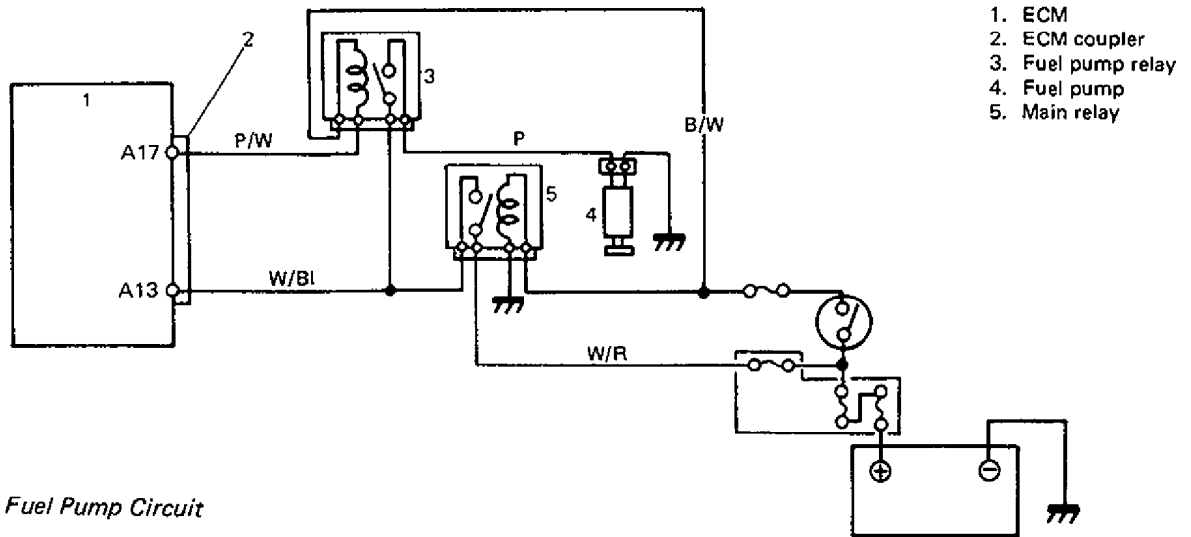 1. ECM
2. ECM coupler
3. Fuel pump relay
4. Fuel pump
5. Main relay
2
1
3
B/W
A17
P/W
P
5
4
A13
W/Bl
W/R
+
−
Fuel Pump Circuit